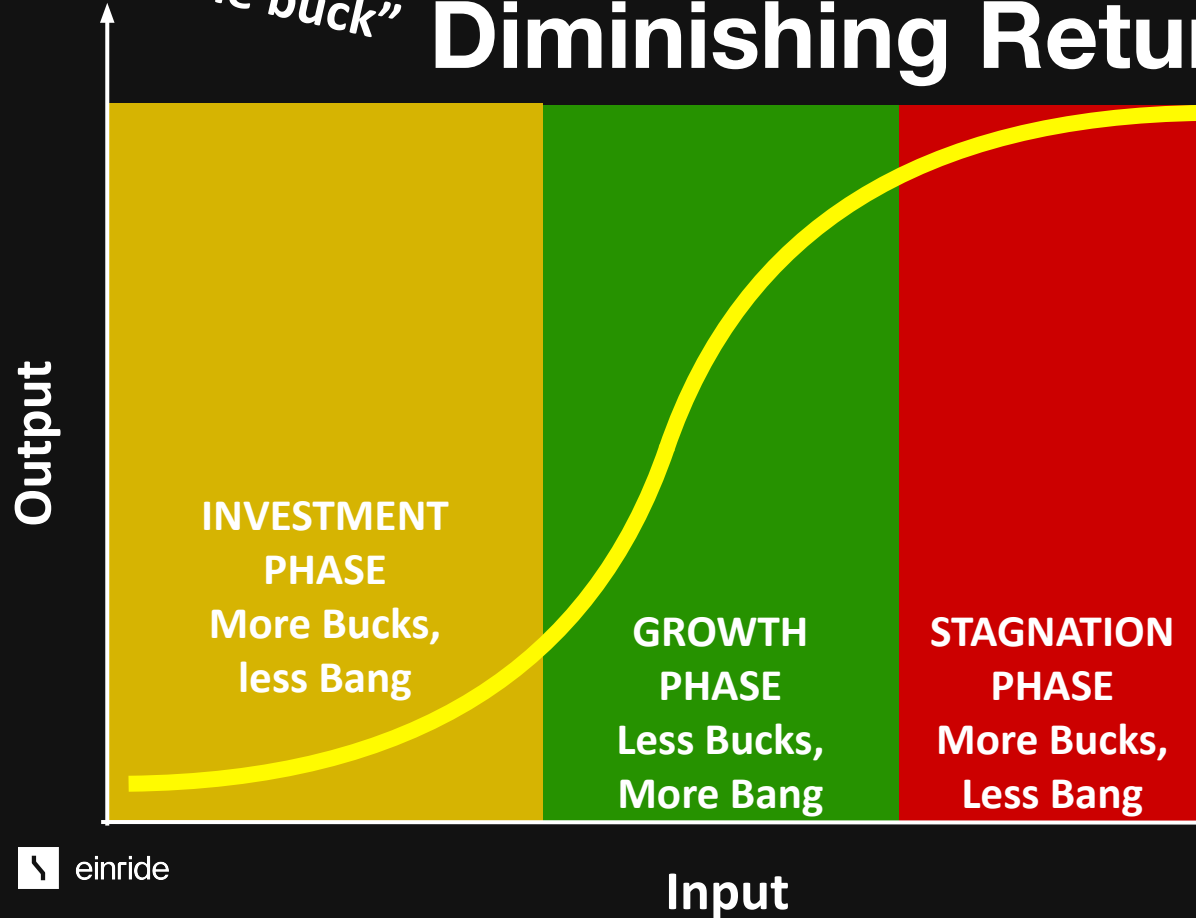 buck”
Diminishing
Output
INVESTMENT
PHASE
More Bucks,
less Bang
GROWTH
PHASE
Less Bucks,
More Bang
STAGNATION
PHASE
More Bucks,
Less Bang
einride
Input